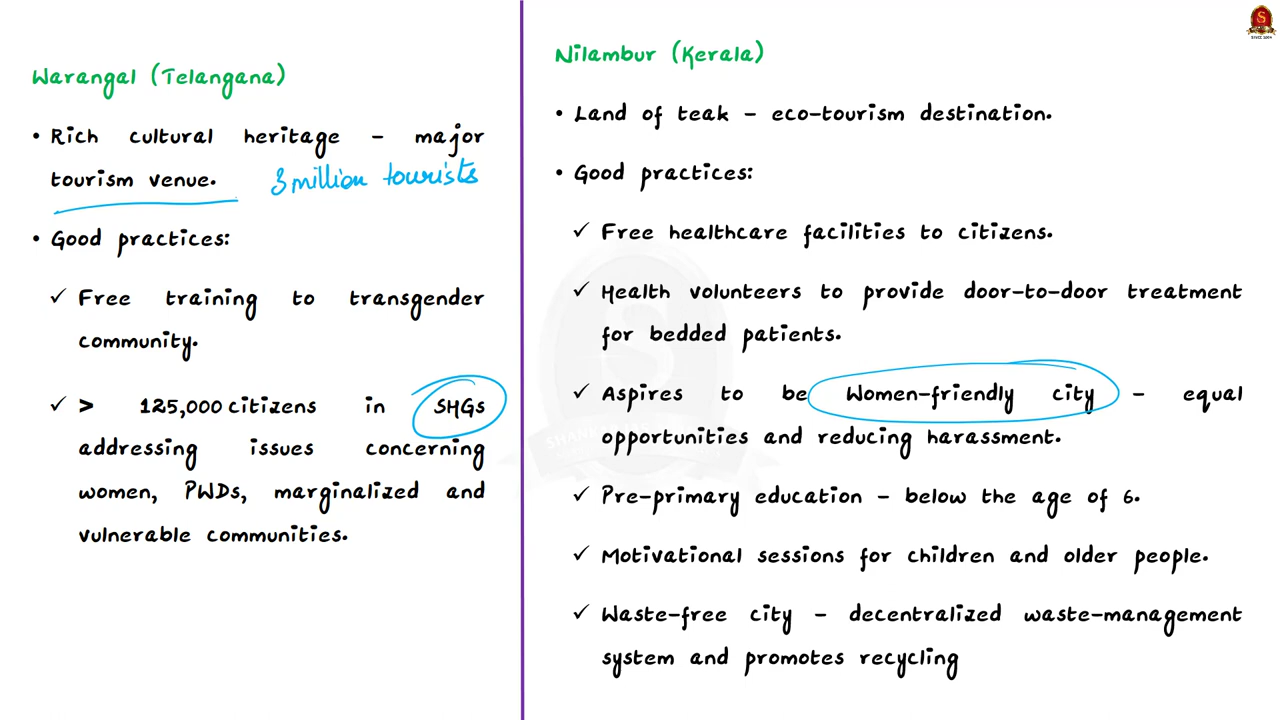 Warangal (Telangana)
• Rich cultural heritage – major
tourism venue.
3 million tourists
• Good practices:
✓ Free training to transgender
community.
✓ > 125,000 citizens in SHGs
addressing issues concerning
women, PWDs, marginalized and
vulnerable communities.
Nilambur (Kerala)
• Land of teak – eco-tourism destination.
• Good practices:
✓ Free healthcare facilities to citizens.
✓ Health volunteers to provide door-to-door treatment
for bedded patients.
✓ Aspires to be Women-friendly city – equal
opportunities and reducing harassment.
✓ Pre-primary education – below the age of 6.
✓ Motivational sessions for children and older people.
✓ Waste-free city – decentralized waste-management
system and promotes recycling
S
SINCE 2004